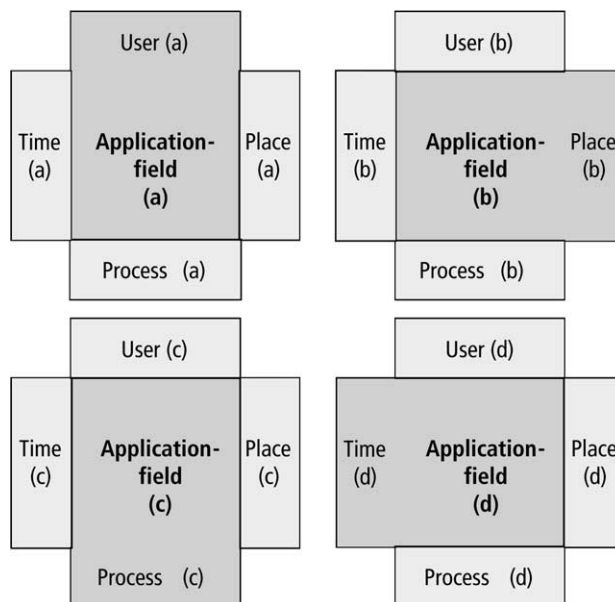 User (a)
Time
(a)
Application-
field
(a)
Place
(a)
Process (a)
User (b)
Time
(b)
Application-
field
(b)
Place
(b)
Process (b)
User (c)
Time
(c)
Application-
field
(c)
Place
(c)
Process (c)
User (d)
Time
(d)
Application-
field
(d)
Place
(d)
Process (d)